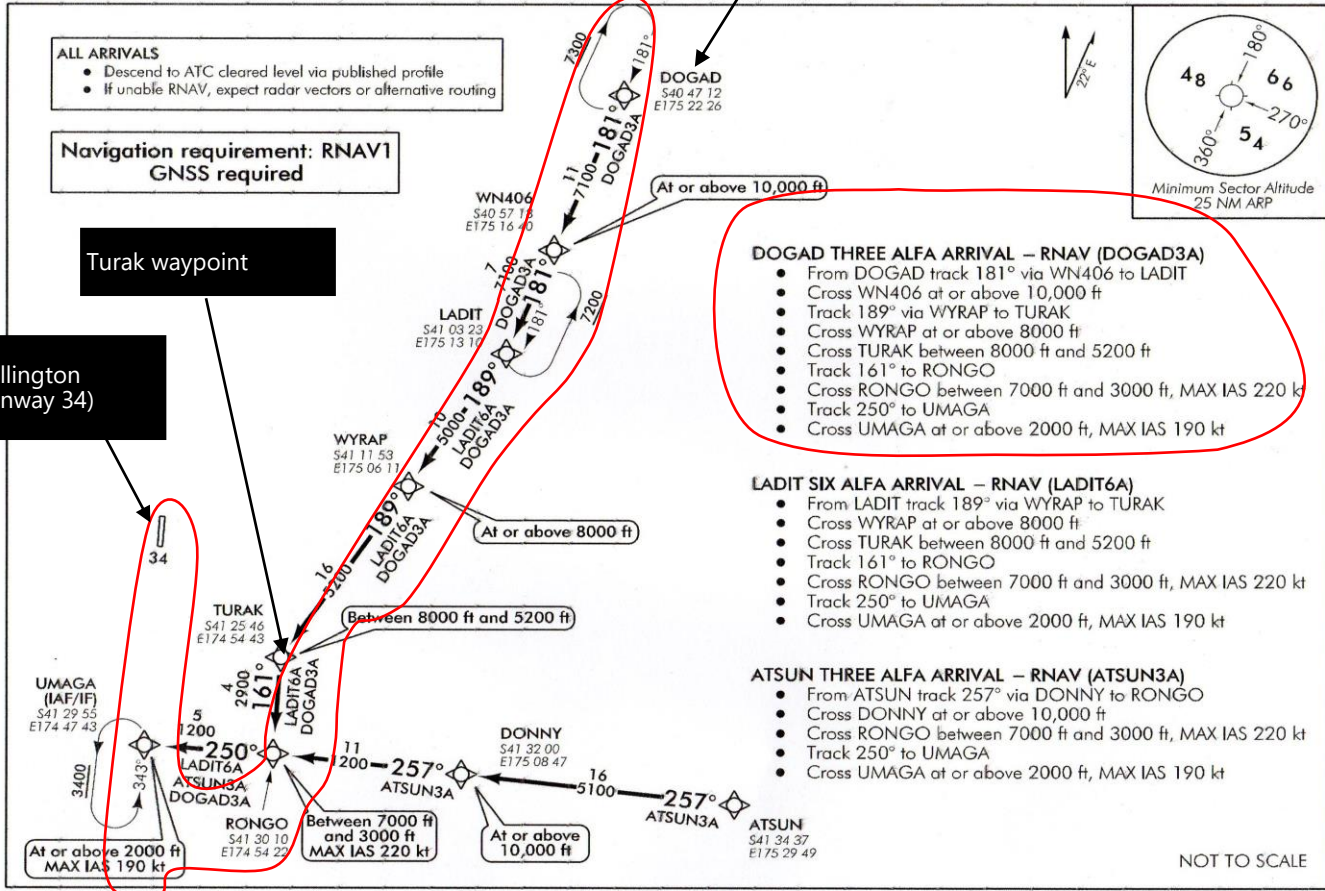 ALL ARRIVALS
• Descend to ATC cleared level via published profile
• If unable RNAV, expect radar vectors or alternative routing
Navigation requirement: RNAV1
GNSS required
Turak waypoint
llington
nway 34)
7300
181°
DOGAD
S40 47 12
E175 22 26
22° E
180°
48
66
270°
54
360°
Minimum Sector Altitude
25 NM ARP
181°
DOGAD3A
11
7100
At or above 10,000 ft
WN406
S40 57 13
E175 16 40
7
7100
DOGAD3A
181°
181°
7200
LADIT
S41 03 23
E175 13 10
189°
10
5000
LADIT6A
DOGAD3A
WYRAP
S41 11 53
E175 06 11
At or above 8000 ft
189°
LADIT6A
DOGAD3A
16
5200
34
TURAK
S41 25 46
E174 54 43
Between 8000 ft and 5200 ft
4
2900
161°
LADIT6A
DOGAD3A
UMAGA
(IAF/IF)
S41 29 55
E174 47 43
5
1200
250°
LADIT6A
ATSUN3A
DOGAD3A
3400
343°
At or above 2000 ft
MAX IAS 190 kt
RONGO
S41 30 10
E174 54 22
Between 7000 ft
and 3000 ft
MAX IAS 220 kt
11
1200
257°
ATSUN3A
DONNY
S41 32 00
E175 08 47
At or above
10,000 ft
16
5100
257°
ATSUN3A
ATSUN
S41 34 37
E175 29 49
DOGAD THREE ALFA ARRIVAL – RNAV (DOGAD3A)
• From DOGAD track 181° via WN406 to LADIT
• Cross WN406 at or above 10,000 ft
• Track 189° via WYRAP to TURAK
• Cross WYRAP at or above 8000 ft
• Cross TURAK between 8000 ft and 5200 ft
• Track 161° to RONGO
• Cross RONGO between 7000 ft and 3000 ft, MAX IAS 220 kt
• Track 250° to UMAGA
• Cross UMAGA at or above 2000 ft, MAX IAS 190 kt
LADIT SIX ALFA ARRIVAL – RNAV (LADIT6A)
• From LADIT track 189° via WYRAP to TURAK
• Cross WYRAP at or above 8000 ft
• Cross TURAK between 8000 ft and 5200 ft
• Track 161° to RONGO
• Cross RONGO between 7000 ft and 3000 ft, MAX IAS 220 kt
• Track 250° to UMAGA
• Cross UMAGA at or above 2000 ft, MAX IAS 190 kt
ATSUN THREE ALFA ARRIVAL – RNAV (ATSUN3A)
• From ATSUN track 257° via DONNY to RONGO
• Cross DONNY at or above 10,000 ft
• Cross RONGO between 7000 ft and 3000 ft, MAX IAS 220 kt
• Track 250° to UMAGA
• Cross UMAGA at or above 2000 ft, MAX IAS 190 kt
NOT TO SCALE